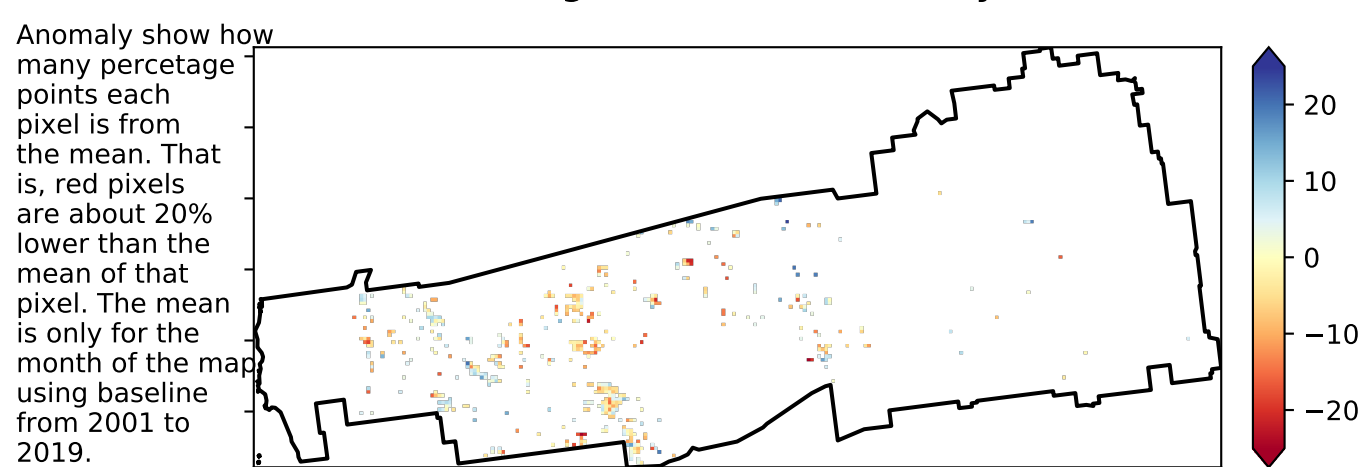 Anomaly show how
many percetage
points each
pixel is from
the mean. That
is, red pixels
are about 20%
lower than the
mean of that
pixel. The mean
is only for the
month of the map
using baseline
from 2001 to
2019.
20
10
0
−10
−20